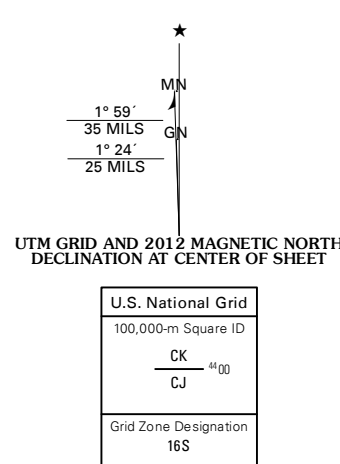 ★
MN
1° 59´
35 MILS
GN
1° 24´
25 MILS
UTM GRID AND 2012 MAGNETIC NORTH
DECLINATION AT CENTER OF SHEET
U.S. National Grid
100,000-m Square ID
CK
4400
CJ
Grid Zone Designation
16S